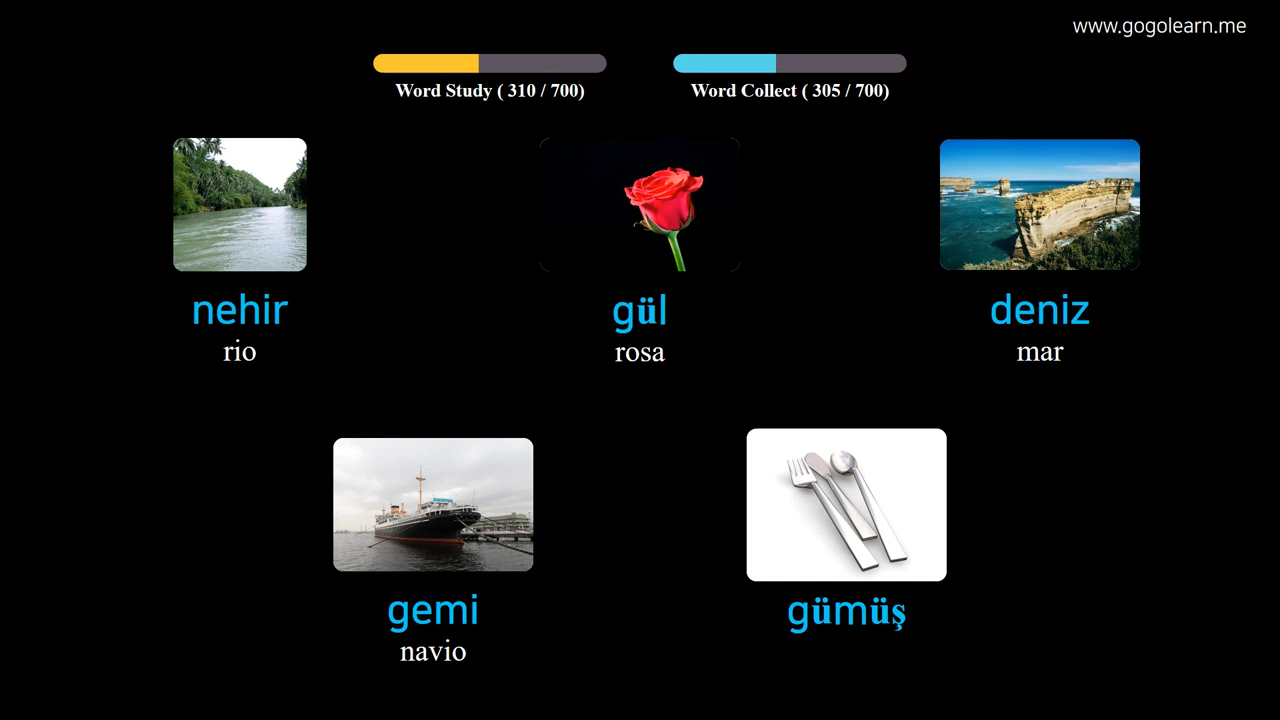 www.gogolearn.me
Word Study ( 310 / 700)
Word Collect ( 305 / 700)
nehir
rio
gül
rosa
deniz
mar
gemi
navio
gümüş